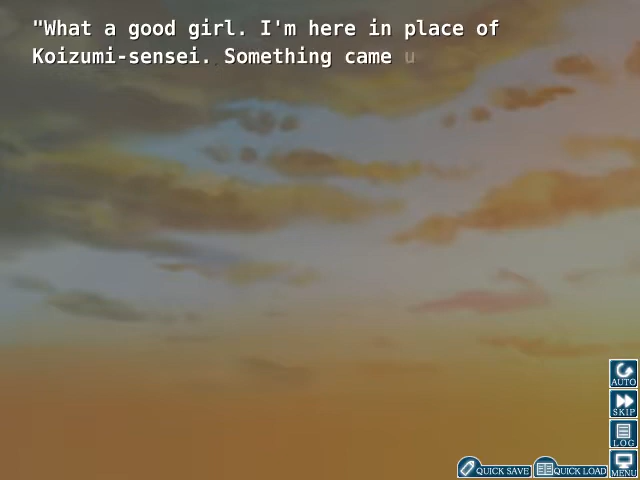 "What a good girl. I'm here in place of
Koizumi-sensei. Something came u
AUTO
SKIP
LOG
QUICK SAVE
QUICK LOAD
MENU